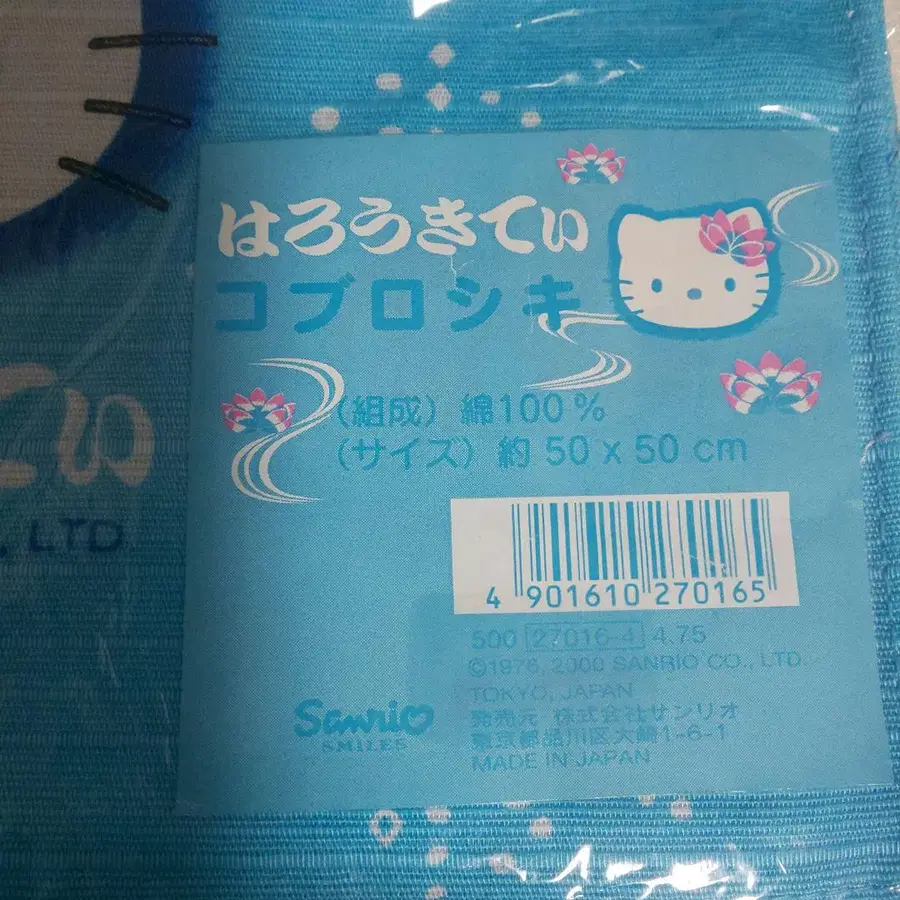 はろうきてぃ
コブロシキ
(組成) 綿100%
(サイズ) 約 50 x 50 cm
4 901610 270165
500 27016-4 4.75
©1976, 2000 SANRIO CO., LTD.
TOKYO, JAPAN
発売元 株式会社サンリオ
東京都品川区大崎1-6-1
MADE IN JAPAN
Sanrio
SMILES
てぃ
, LTD